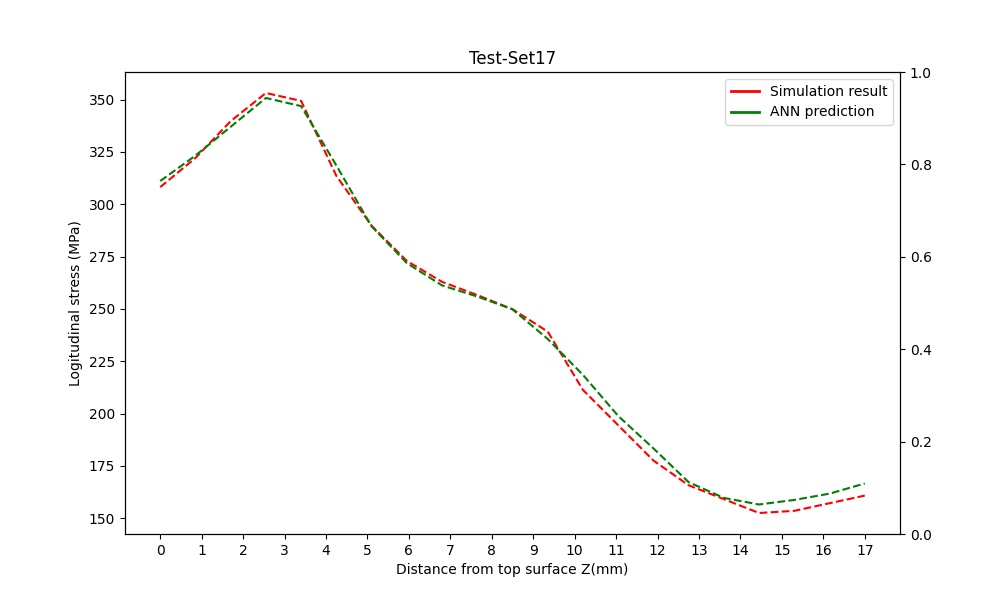 Test-Set17
Simulation result
ANN prediction
Logitudinal stress (MPa)
350
325
300
275
250
225
200
175
150
1.0
0.8
0.6
0.4
0.2
0.0
0 1 2 3 4 5 6 7 8 9 10 11 12 13 14 15 16 17
Distance from top surface Z(mm)